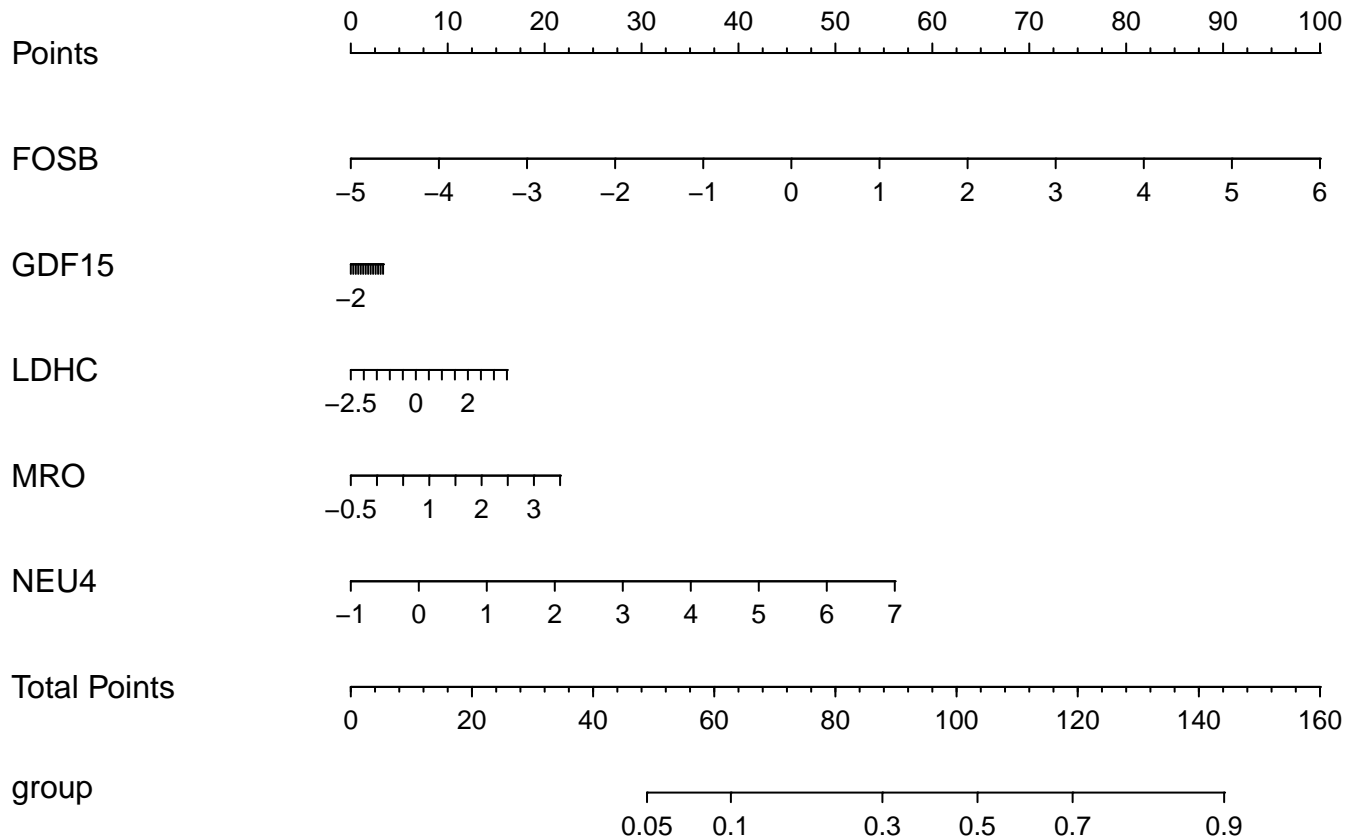 0 10 20 30 40 50 60 70 80 90 100
Points
FOSB
−5 −4 −3 −2 −1 0 1 2 3 4 5 6
GDF15
−2
LDHC
−2.5 0 2
MRO
−0.5 1 2 3
NEU4
−1 0 1 2 3 4 5 6 7
Total Points
0 20 40 60 80 100 120 140 160
group
0.05 0.1 0.3 0.5 0.7 0.9